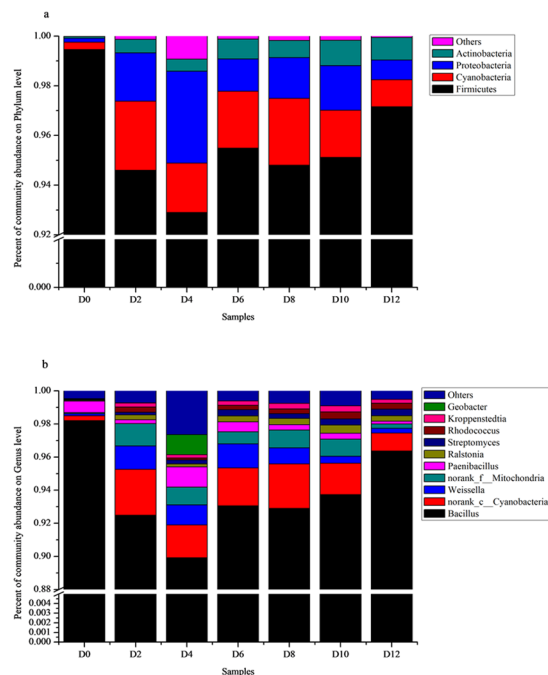 a
Percent of community abundance on Phylum level
1.00
0.98
0.96
0.94
0.92
0.000
D0 D2 D4 D6 D8 D10 D12
Samples
Others
Actinobacteria
Proteobacteria
Cyanobacteria
Firmicutes
b
Percent of community abundance on Genus level
1.00
0.98
0.96
0.94
0.92
0.90
0.88
0.004
0.003
0.002
0.001
0.000
D0 D2 D4 D6 D8 D10 D12
Samples
Ohters
Geobacter
Kroppenstedtia
Rhodococcus
Streptomyces
Ralstonia
Paenibacillus
norank_f__Mitochondria
Weissella
norank_c__Cyanobacteria
Bacillus